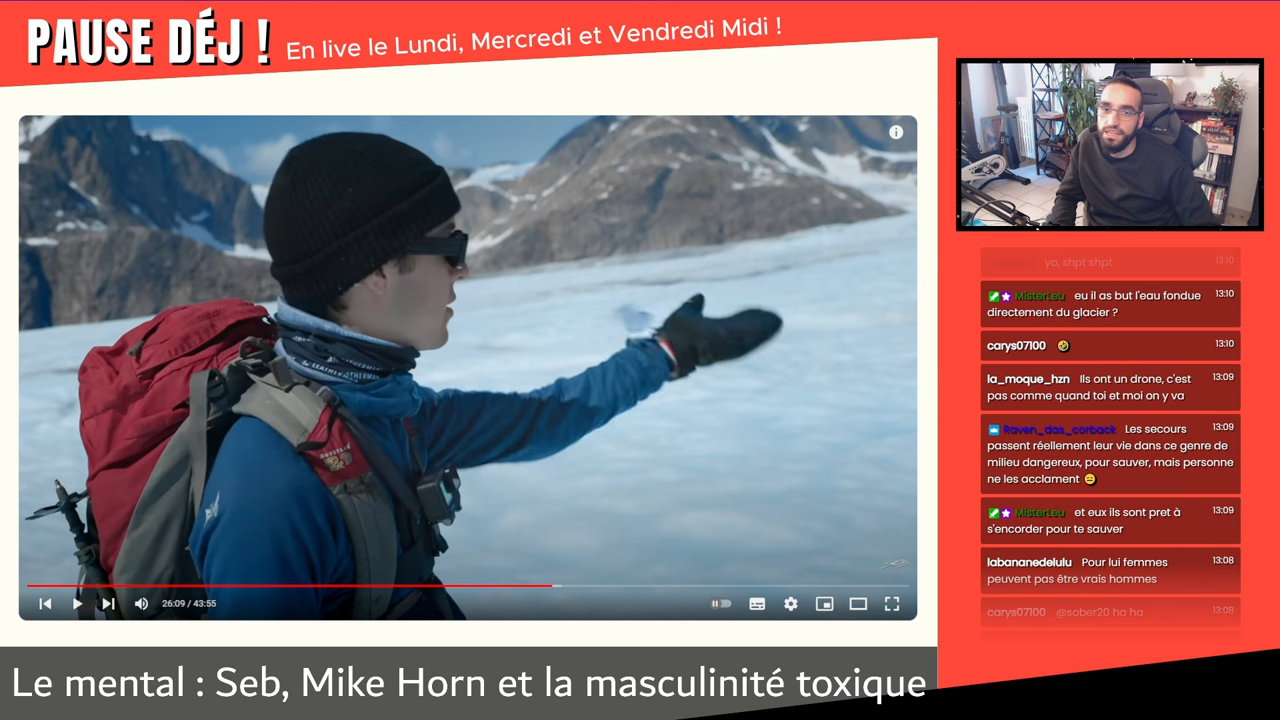 PAUSE DÉJ !
En live le Lundi, Mercredi et Vendredi Midi !
yo, shpt shpt
13:10
MisterLeu eu il as but l'eau fondue
13:10
directement du glacier ?
carys07100 🤣
13:10
la_moque_hzn Ils ont un drone, c'est
13:09
pas comme quand toi et moi on y va
Raven_das_corback Les secours
13:09
passent réellement leur vie dans ce genre de
milieu dangereux, pour sauver, mais personne
ne les acclament 😑
MisterLeu et eux ils sont pret à
13:09
s'encorder pour te sauver
labananedelulu Pour lui femmes
13:08
peuvent pas être vrais hommes
carys07100 @sober20 ha ha
13:08
26:09 / 43:55
Le mental : Seb, Mike Horn et la masculinité toxique